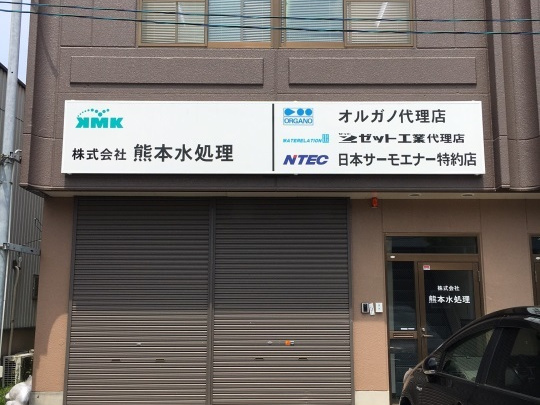 KMK
株式会社 熊本水処理
ORGANO
オルガノ代理店
WATERELATION
ゼット工業代理店
NTEC
日本サーモエナー特約店
株式会社
熊本水処理